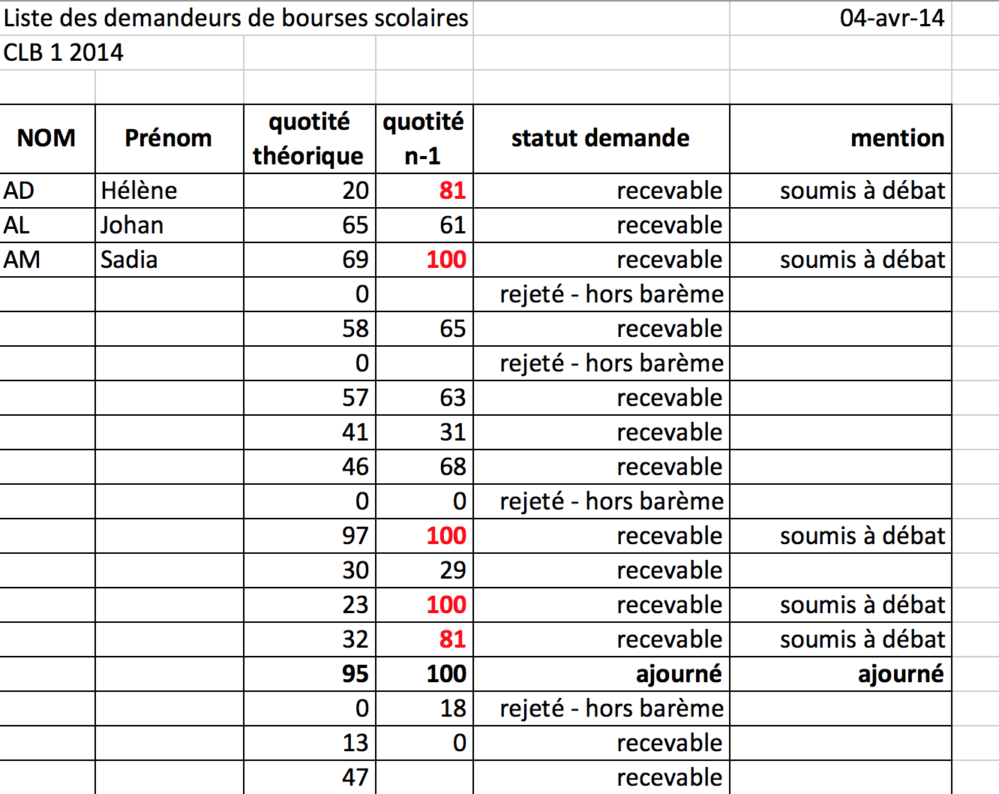 Liste des demandeurs de bourses scolaires 04-avr-14
CLB 1 2014
NOM Prénom quotité théorique quotité n-1 statut demande mention
AD Hélène 20 81 recevable soumis à débat
AL Johan 65 61 recevable
AM Sadia 69 100 recevable soumis à débat
0 rejeté - hors barème
58 65 recevable
0 rejeté - hors barème
57 63 recevable
41 31 recevable
46 68 recevable
0 0 rejeté - hors barème
97 100 recevable soumis à débat
30 29 recevable
23 100 recevable soumis à débat
32 81 recevable soumis à débat
95 100 ajourné ajourné
0 18 rejeté - hors barème
13 0 recevable
47 recevable